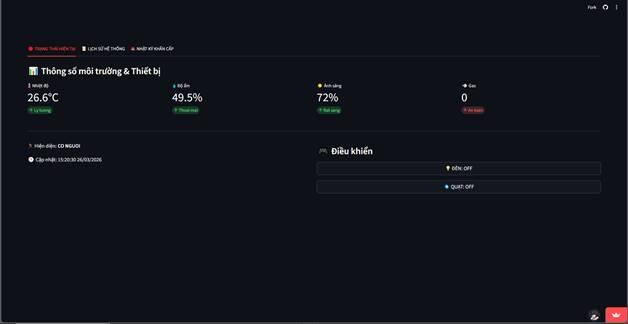 Fork
TRẠNG THÁI HIỆN TẠI
LỊCH SỬ HỆ THỐNG
NHẬT KÝ KHẨN CẤP
Thông số môi trường & Thiết bị
Nhiệt độ
26.6°C
↑ Lý tưởng
Độ ẩm
49.5%
↑ Thoải mái
Ánh sáng
72%
↑ Rất sáng
Gas
0
↑ An toàn
Hiện diện: CO NGUOI
Cập nhật: 15:20:30 26/03/2026
Điều khiển
ĐÈN: OFF
QUẠT: OFF